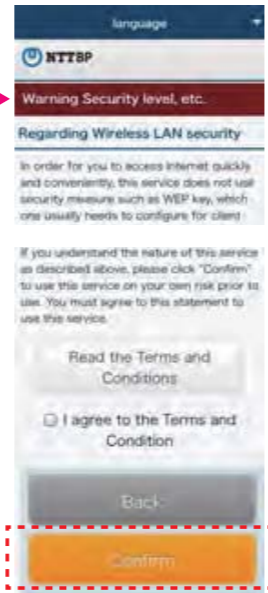 language
NTTBP
Warning Security level, etc.
Regarding Wireless LAN security
In order for you to access internet quickly
and conveniently, this service does not use
security measure such as WEP key, which
one usually needs to configure for client
If you understand the nature of this service
as described above, please click "Confirm"
to use this service on your own risk prior to
use. You must agree to this statement to
use this service.
Read the Terms and
Conditions
I agree to the Terms and
Condition
Back
Confirm